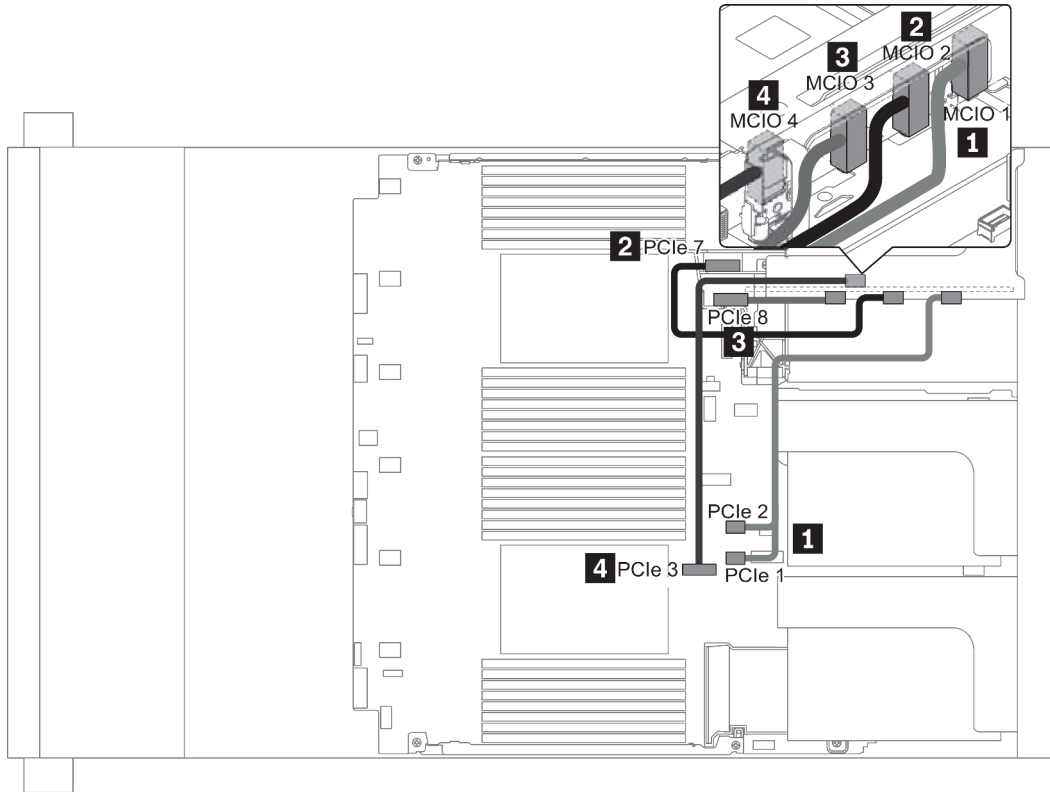 2
MCIO 2
3
MCIO 3
4
MCIO 4
MCIO 1
1
2 PCIe 7
PCIe 8
3
PCIe 2
1
4 PCIe 3
PCIe 1